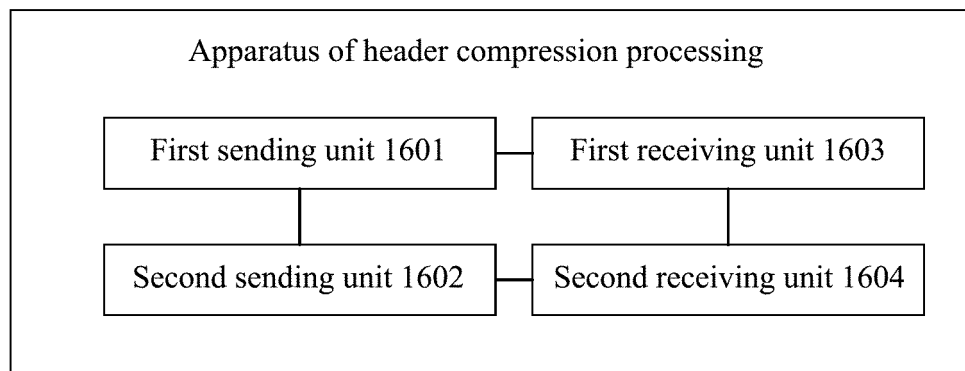 Apparatus of header compression processing
First sending unit 1601
First receiving unit 1603
Second sending unit 1602
Second receiving unit 1604